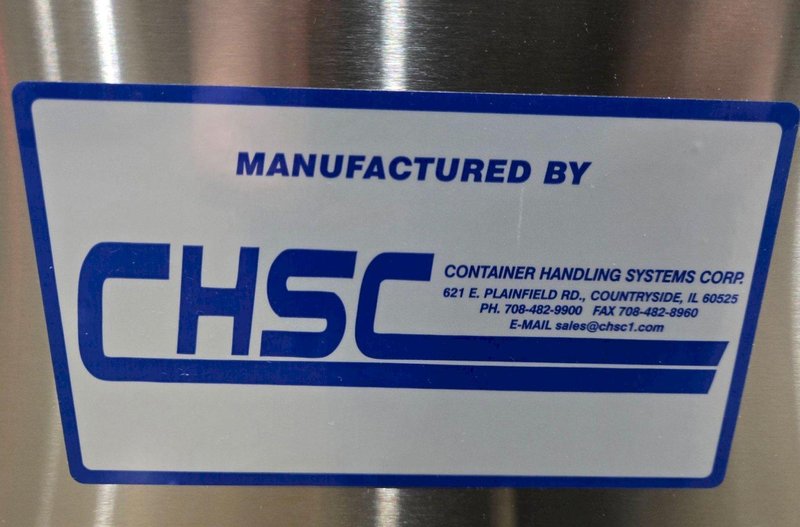 MANUFACTURED BY
CHSC
CONTAINER HANDLING SYSTEMS CORP.
621 E. PLAINFIELD RD., COUNTRYSIDE, IL 60525
PH. 708-482-9900 FAX 708-482-8960
E-MAIL sales@chsc1.com